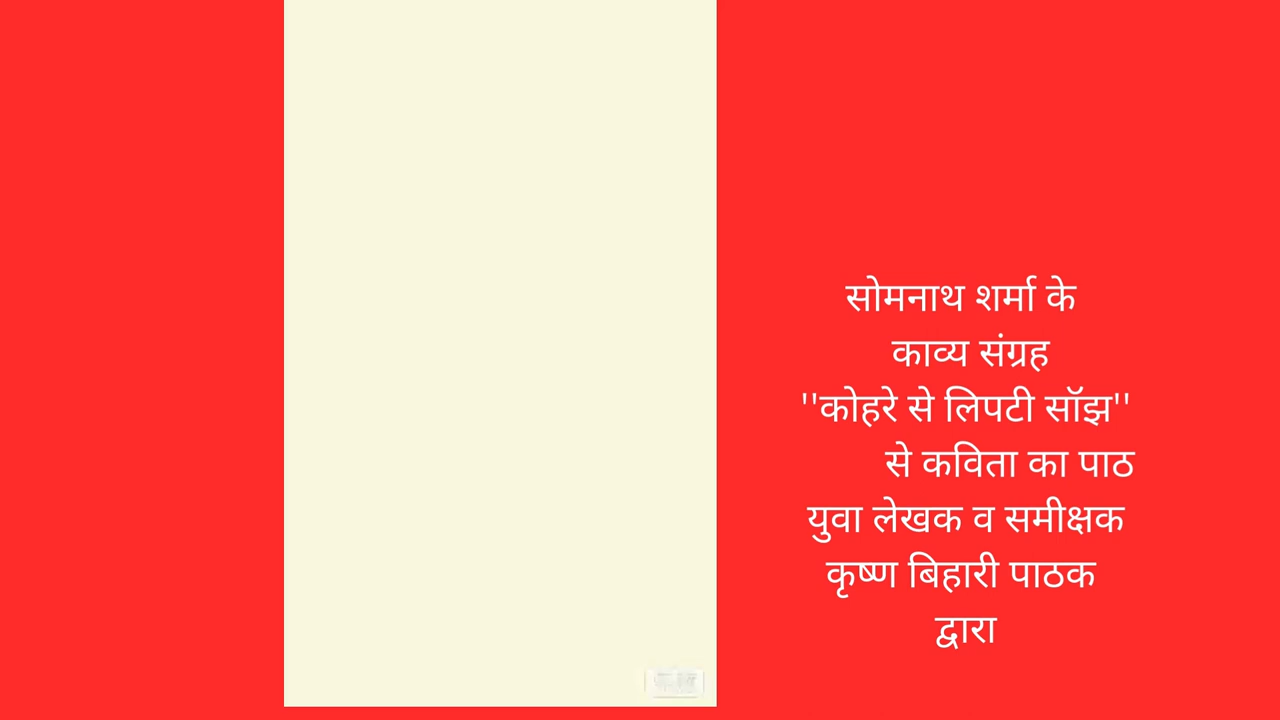 सोमनाथ शर्मा के
काव्य संग्रह
''कोहरे से लिपटी सॉझ''
से कविता का पाठ
युवा लेखक व समीक्षक
कृष्ण बिहारी पाठक
द्वारा